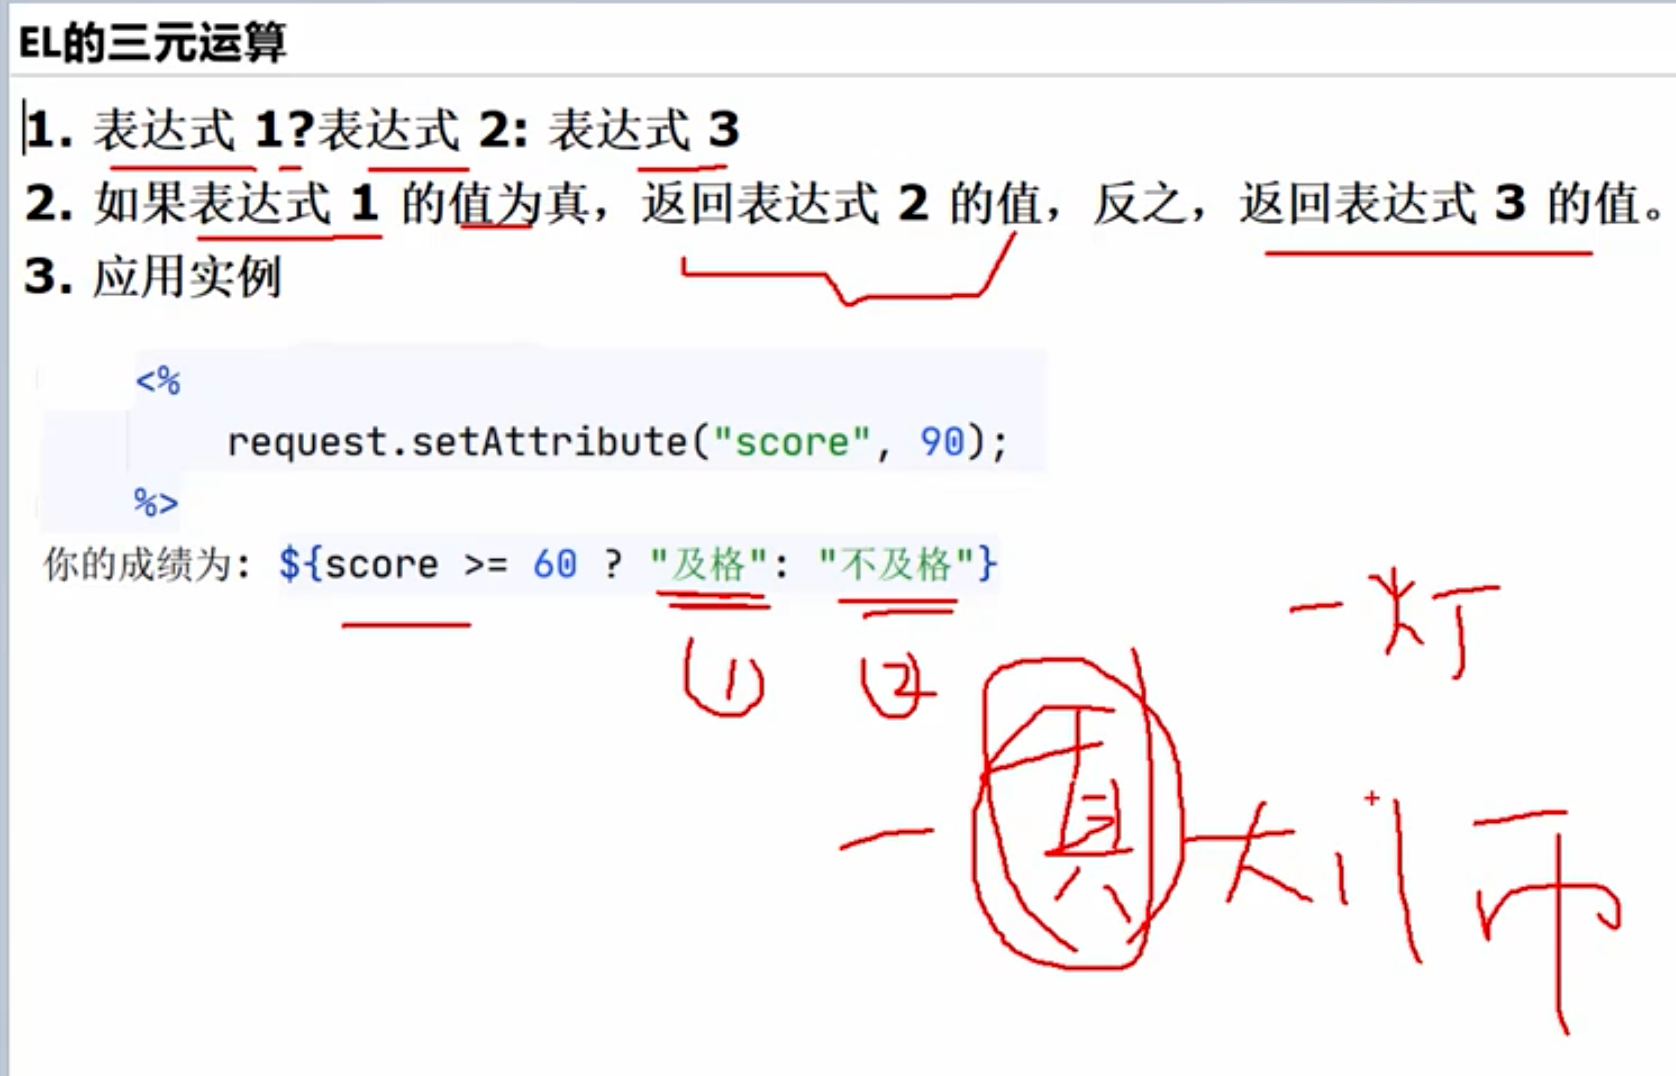 EL的三元运算
1. 表达式 1?表达式 2: 表达式 3
2. 如果表达式 1 的值为真，返回表达式 2 的值，反之，返回表达式 3 的值。
3. 应用实例
<%
request.setAttribute("score", 90);
%>
你的成绩为: ${score >= 60 ? "及格": "不及格"}
① ②
一灯
一真大师